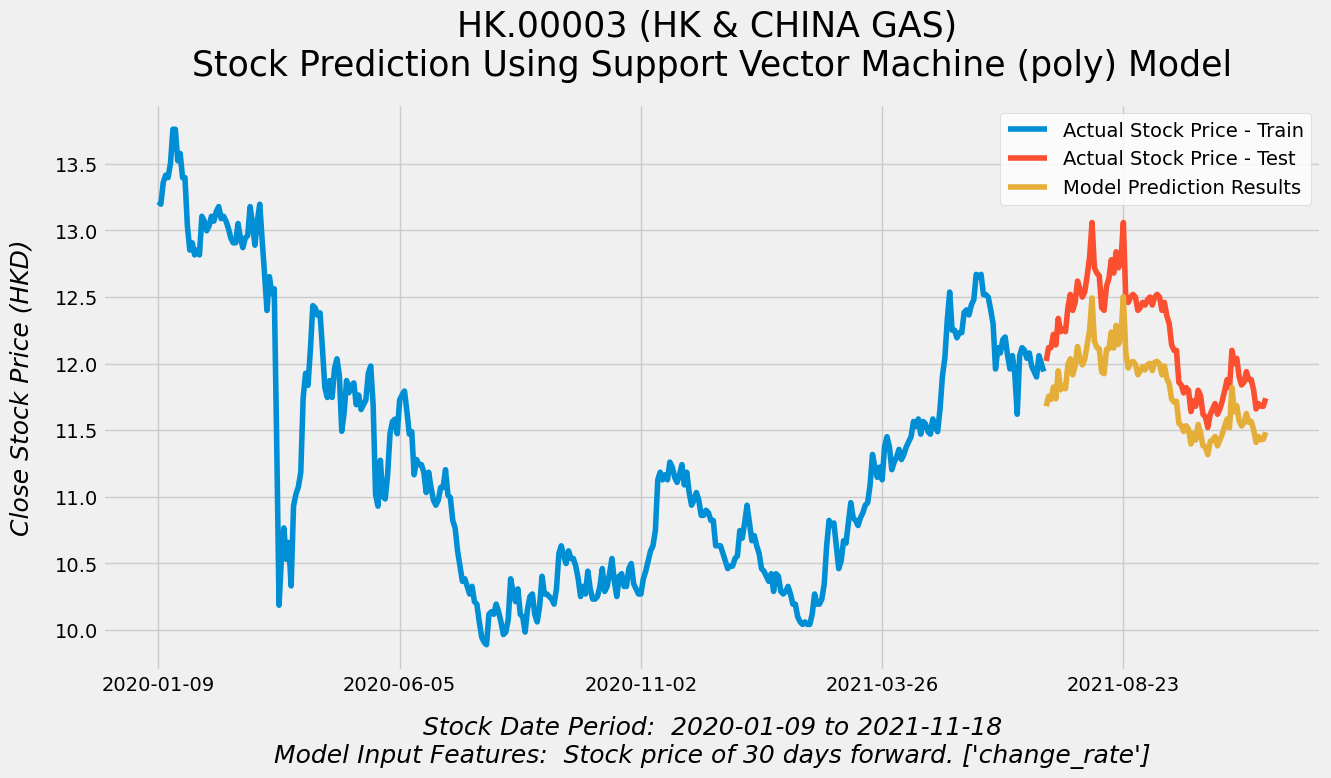 HK.00003 (HK & CHINA GAS)
Stock Prediction Using Support Vector Machine (poly) Model
Actual Stock Price - Train
Actual Stock Price - Test
Model Prediction Results
Close Stock Price (HKD)
13.5
13.0
12.5
12.0
11.5
11.0
10.5
10.0
2020-01-09
2020-06-05
2020-11-02
2021-03-26
2021-08-23
Stock Date Period:  2020-01-09 to 2021-11-18
Model Input Features:  Stock price of 30 days forward. ['change_rate']